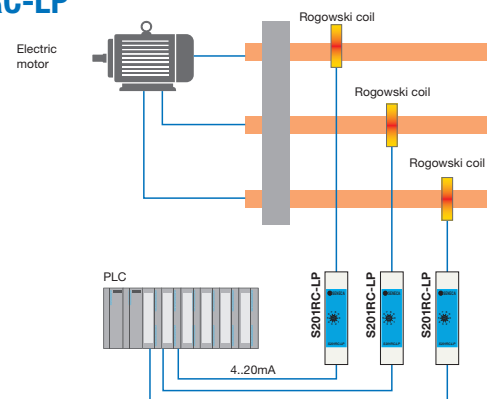 RC-LP
Electric
motor
Rogowski coil
Rogowski coil
Rogowski coil
PLC
S201RC-LP
S201RC-LP
S201RC-LP
4..20mA